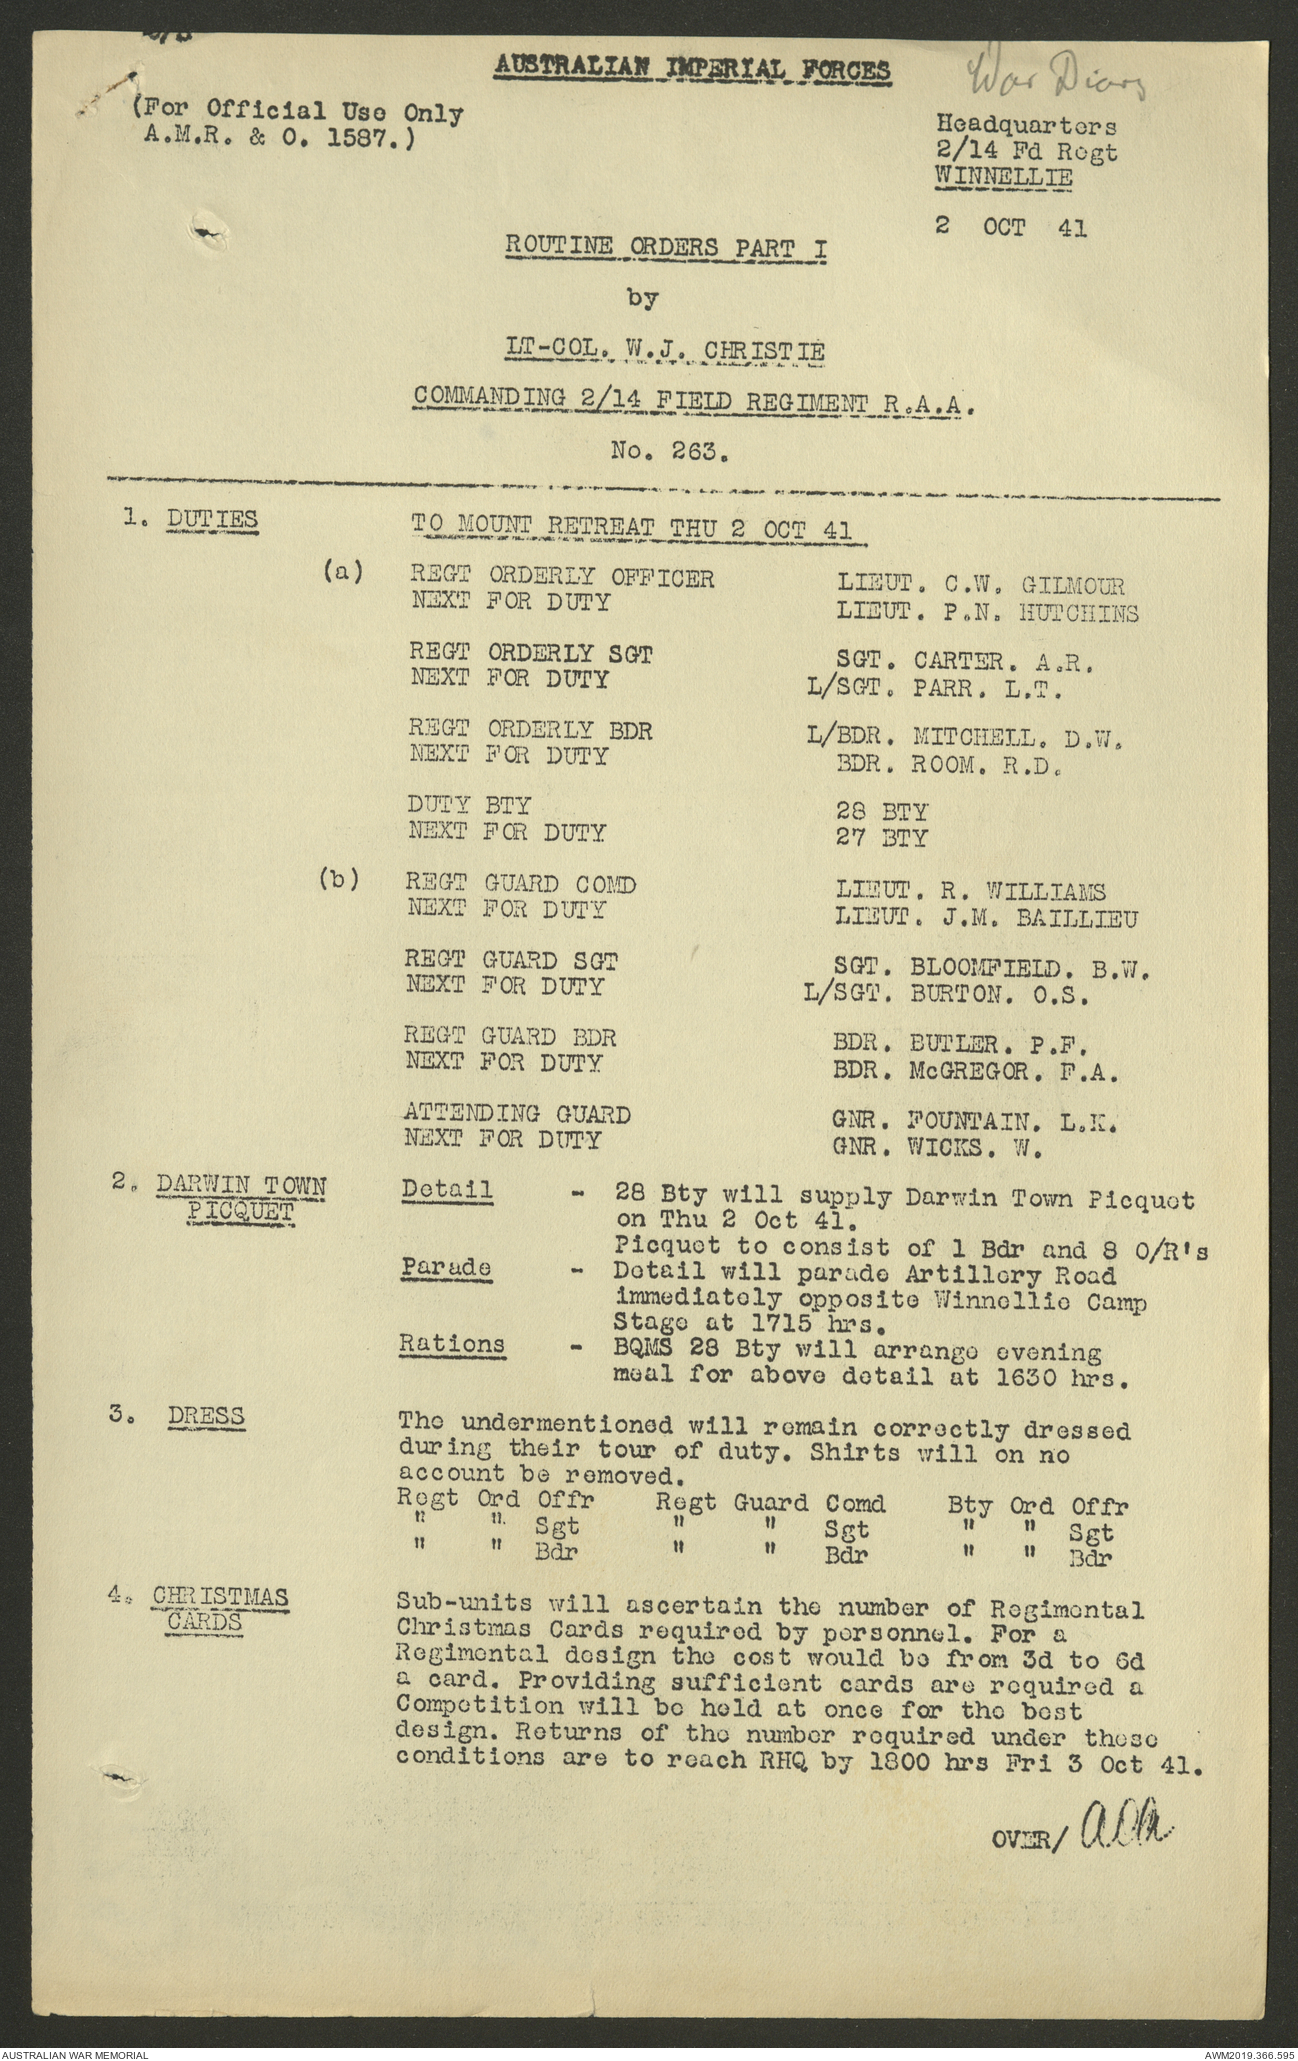 AUSTRALIAN IMPERIAL FORCES
War Diary
(For Official Use Only
A.M.R. & O. 1587.)
Headquarters
2/14 Fd Regt
WINNELLIE
2 OCT 41
ROUTINE ORDERS PART I
by
LT-COL. W.J. CHRISTIE
COMMANDING 2/14 FIELD REGIMENT R.A.A.
No. 263.
1. DUTIES TO MOUNT RETREAT THU 2 OCT 41
(a) REGT ORDERLY OFFICER LIEUT. C.W. GILMOUR
NEXT FOR DUTY LIEUT. P.N. HUTCHINS
REGT ORDERLY SGT SGT. CARTER. A.R.
NEXT FOR DUTY L/SGT. PARR. L.T.
REGT ORDERLY BDR L/BDR. MITCHELL. D.W.
NEXT FOR DUTY BDR. ROOM. R.D.
DUTY BTY 28 BTY
NEXT FOR DUTY 27 BTY
(b) REGT GUARD COMD LIEUT. R. WILLIAMS
NEXT FOR DUTY LIEUT. J.M. BAILLIEU
REGT GUARD SGT SGT. BLOOMFIELD. B.W.
NEXT FOR DUTY L/SGT. BURTON. O.S.
REGT GUARD BDR BDR. BUTLER. P.F.
NEXT FOR DUTY BDR. McGREGOR. F.A.
ATTENDING GUARD GNR. FOUNTAIN. L.K.
NEXT FOR DUTY GNR. WICKS. W.
2. DARWIN TOWN Detail - 28 Bty will supply Darwin Town Picquet
PICQUET on Thu 2 Oct 41.
Picquet to consist of 1 Bdr and 8 O/R's
Parade - Detail will parade Artillery Road
immediately opposite Winnellie Camp
Stage at 1715 hrs.
Rations - BQMS 28 Bty will arrange evening
meal for above detail at 1630 hrs.
3. DRESS The undermentioned will remain correctly dressed
during their tour of duty. Shirts will on no
account be removed.
Regt Ord Offr Regt Guard Comd Bty Ord Offr
" " Sgt " " Sgt " " Sgt
" " Bdr " " Bdr " " Bdr
4. CHRISTMAS Sub-units will ascertain the number of Regimental
CARDS Christmas Cards required by personnel. For a
Regimental design the cost would be from 3d to 6d
a card. Providing sufficient cards are required a
Competition will be held at once for the best
design. Returns of the number required under these
conditions are to reach RHQ by 1800 hrs Fri 3 Oct 41.
OVER/
AUSTRALIAN WAR MEMORIAL AWM2019.366.595